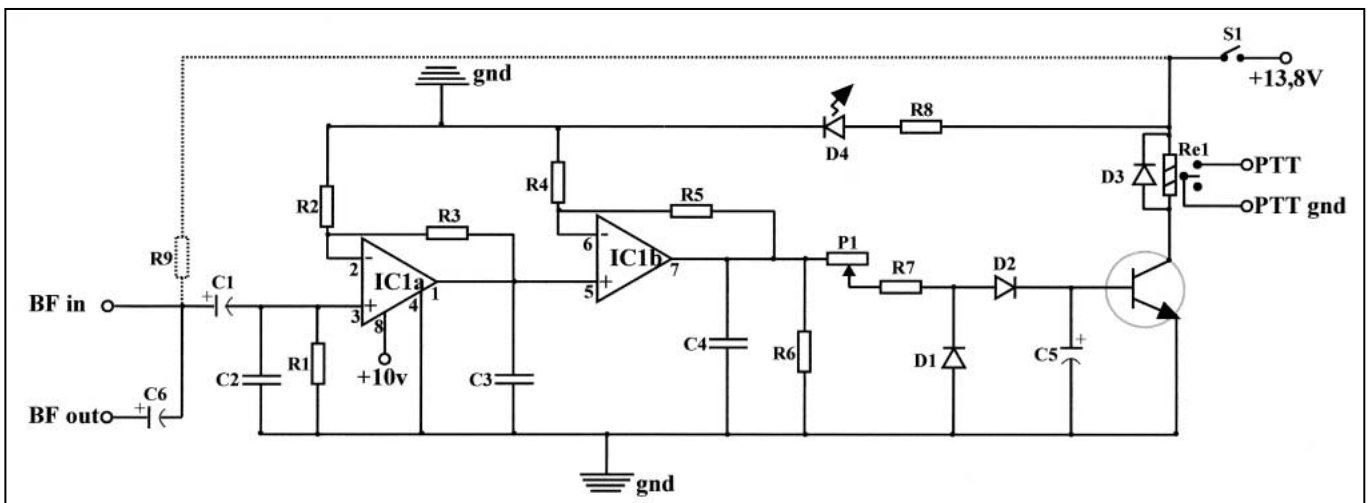 S1
+13,8V
gnd
D4
R8
Re1
D3
PTT
PTT gnd
R2
R3
R4
R5
R9
2
-
IC1a
1
+
3
8
4
+10v
6
-
IC1b
7
+
5
P1
R7
D2
D1
BF in
C1
+
C2
R1
C3
C4
R6
C5
+
BF out
C6
+
gnd